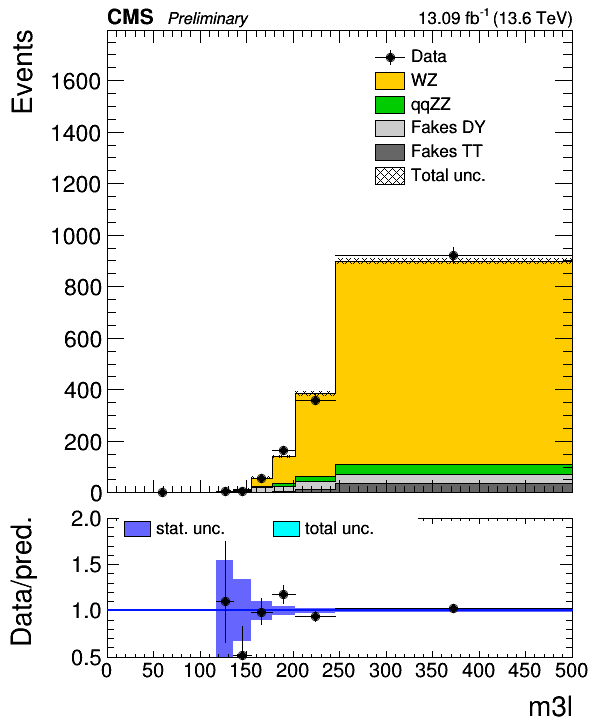 CMS Preliminary 13.09 fb⁻¹ (13.6 TeV)
Events
1600
1400
1200
1000
800
600
400
200
0
Data
WZ
qqZZ
Fakes DY
Fakes TT
Total unc.
Data/pred.
2.0
1.5
1.0
0.5
stat. unc.
total unc.
0 50 100 150 200 250 300 350 400 450 500
m3l